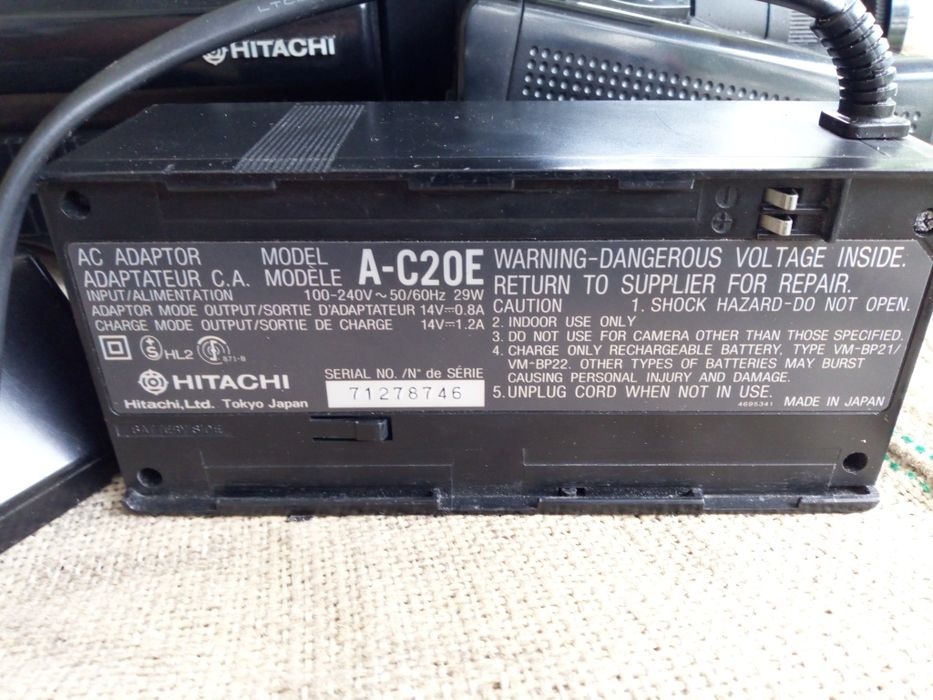 LTC
HITACHI
AC ADAPTOR MODEL
ADAPTATEUR C.A. MODÈLE A-C20E
INPUT/ALIMENTATION 100-240V~50/60Hz 29W
ADAPTOR MODE OUTPUT/SORTIE D'ADAPTATEUR 14V⎓0.8A
CHARGE MODE OUTPUT/SORTIE DE CHARGE 14V⎓1.2A
S HL2 671-B
HITACHI
Hitachi,Ltd. Tokyo Japan
SERIAL NO./N° de SÉRIE
71278746
WARNING-DANGEROUS VOLTAGE INSIDE.
RETURN TO SUPPLIER FOR REPAIR.
CAUTION 1. SHOCK HAZARD-DO NOT OPEN.
2. INDOOR USE ONLY
3. DO NOT USE FOR CAMERA OTHER THAN THOSE SPECIFIED.
4. CHARGE ONLY RECHARGEABLE BATTERY, TYPE VM-BP21/
VM-BP22. OTHER TYPES OF BATTERIES MAY BURST
CAUSING PERSONAL INJURY AND DAMAGE.
5. UNPLUG CORD WHEN NOT IN USE.
4695341 MADE IN JAPAN
BATTERY SIDE